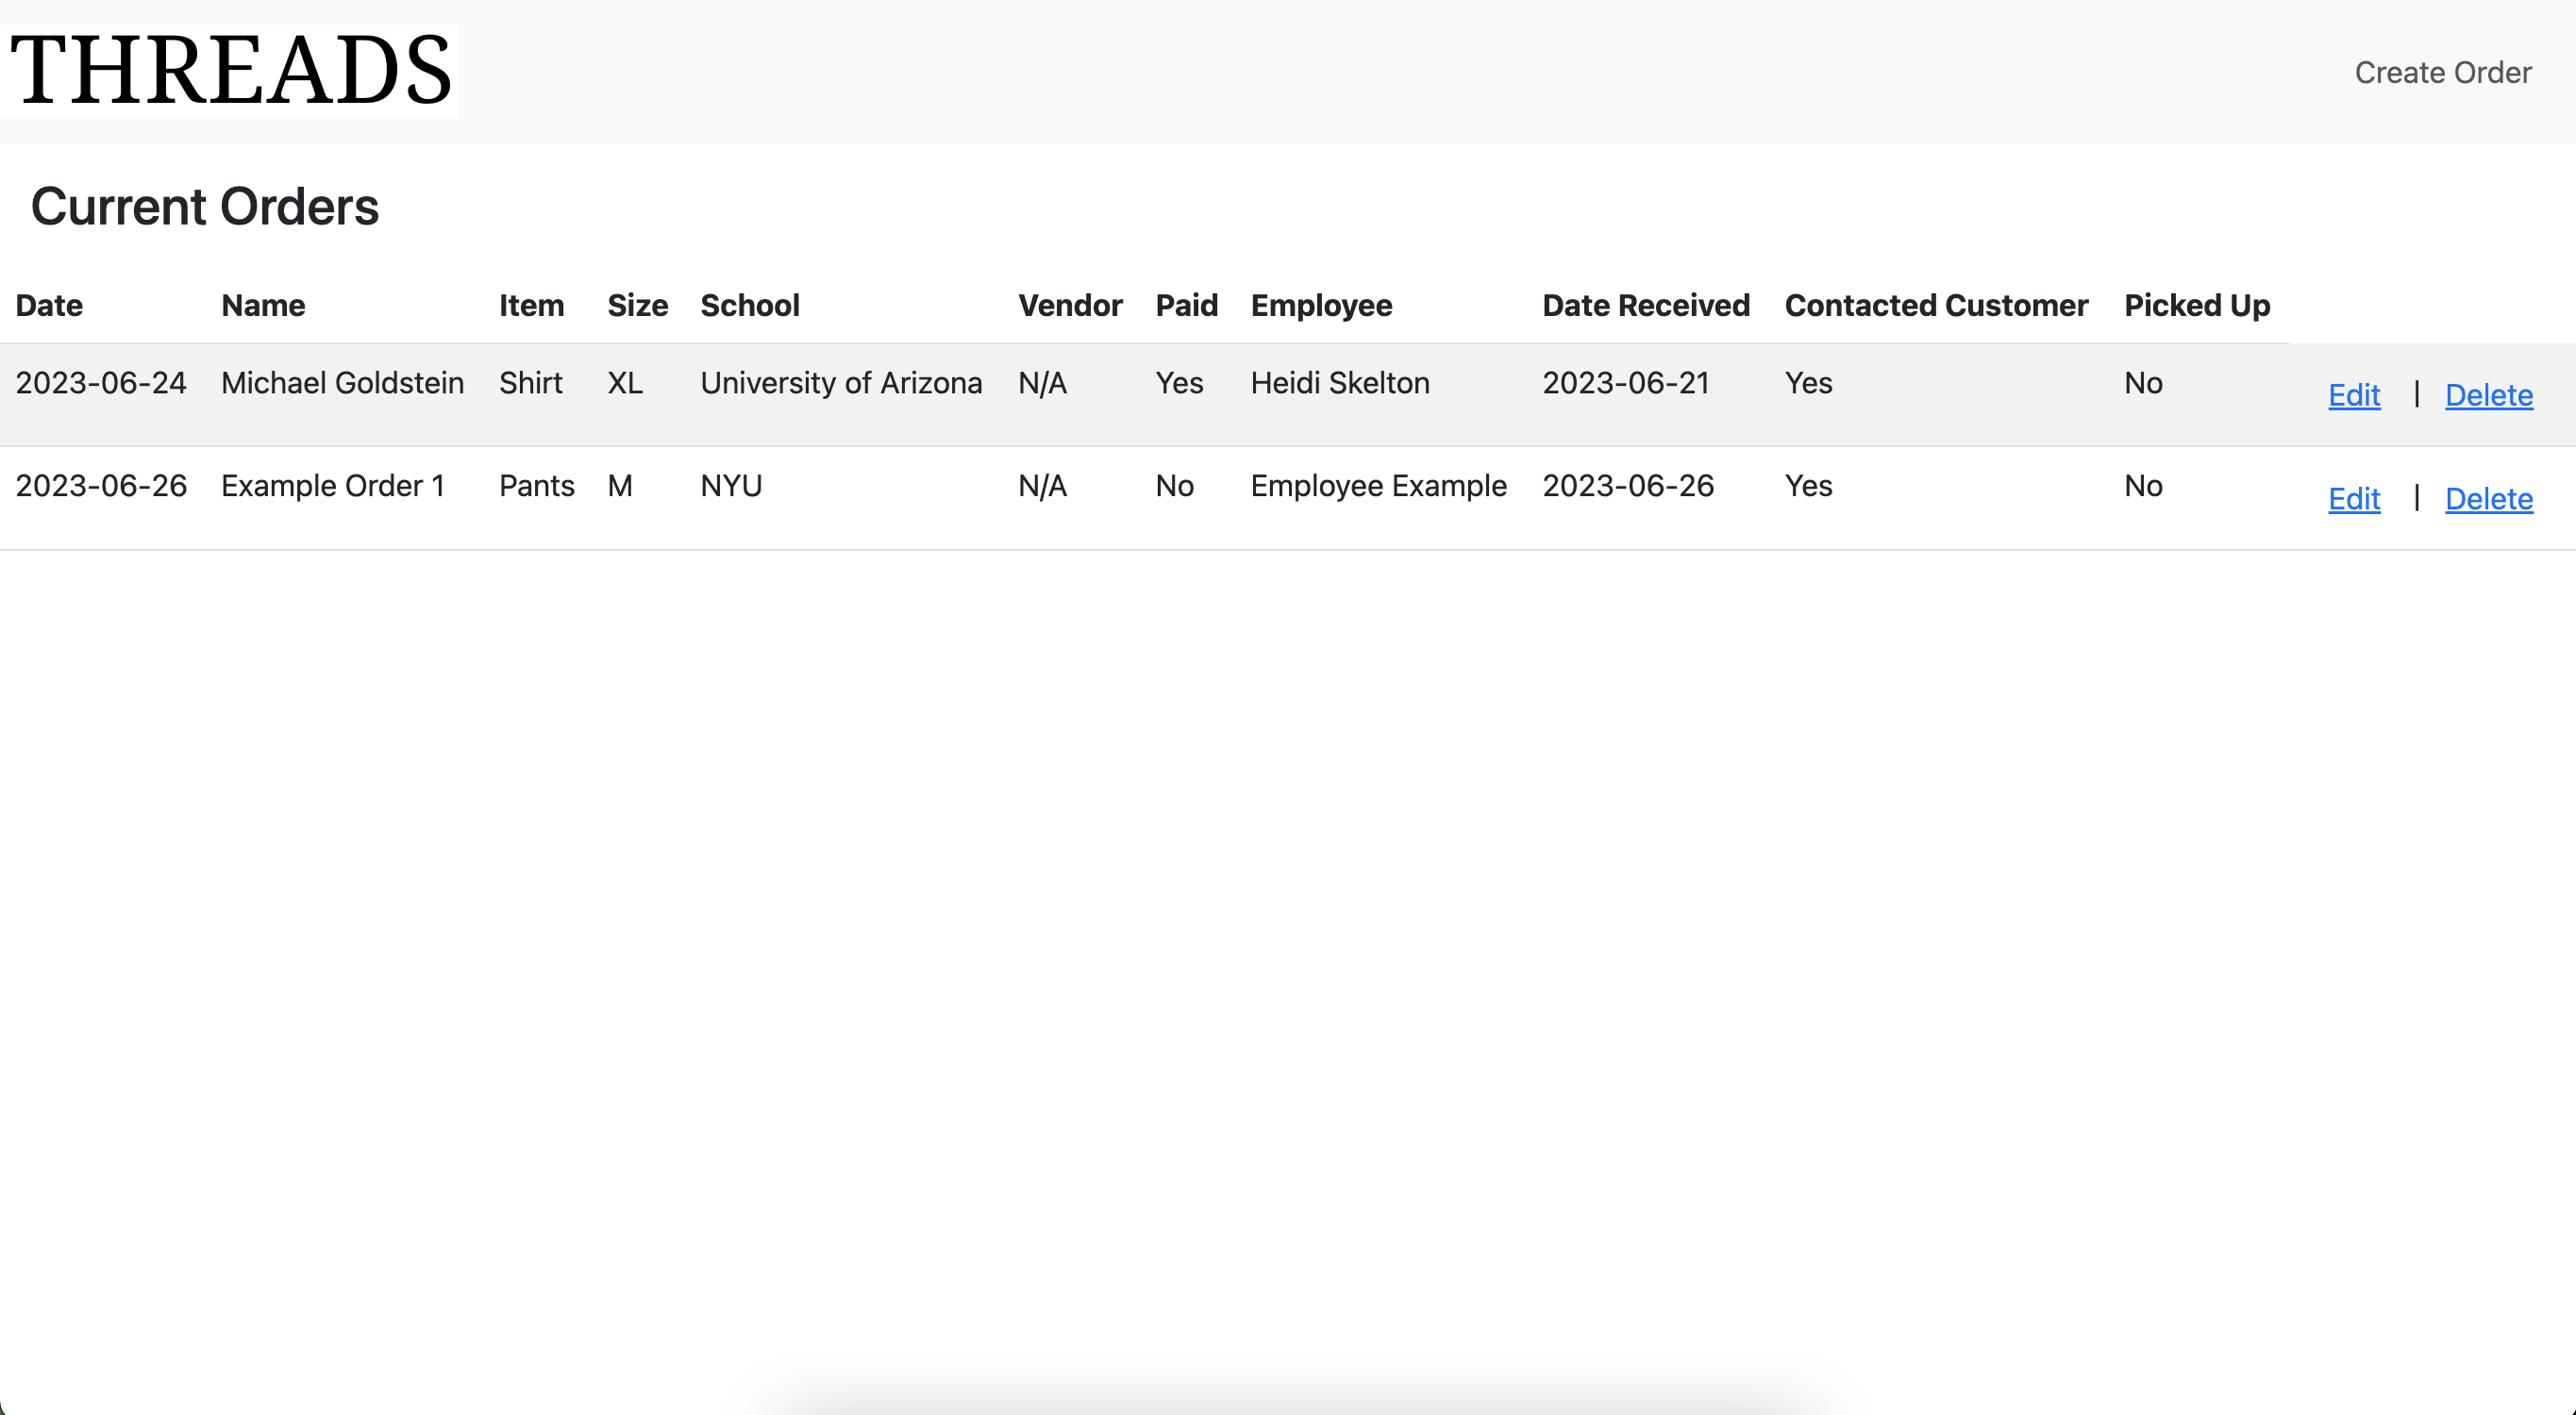 THREADS
Create Order
Current Orders
Date Name Item Size School Vendor Paid Employee Date Received Contacted Customer Picked Up
2023-06-24 Michael Goldstein Shirt XL University of Arizona N/A Yes Heidi Skelton 2023-06-21 Yes No Edit | Delete
2023-06-26 Example Order 1 Pants M NYU N/A No Employee Example 2023-06-26 Yes No Edit | Delete